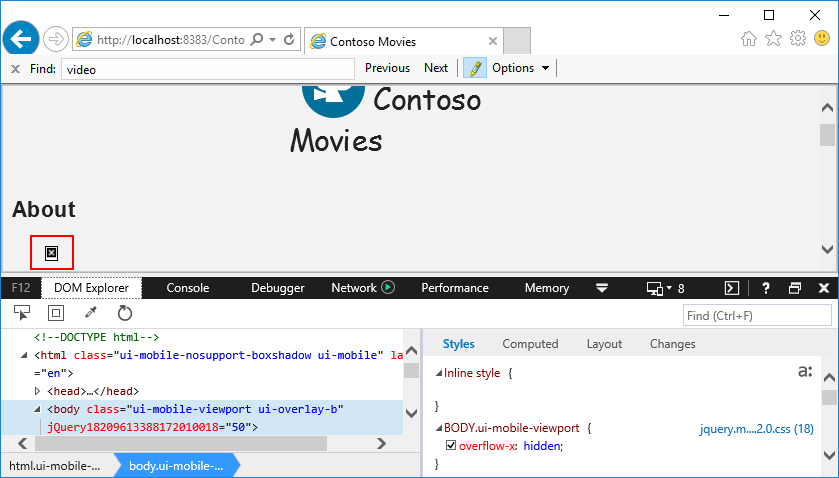 http://localhost:8383/Conto
Contoso Movies
Find: video Previous Next Options
Contoso
Movies
About
F12 DOM Explorer Console Debugger Network Performance Memory 8 ?
Find (Ctrl+F)
<!--DOCTYPE html-->
<html class="ui-mobile-nosupport-boxshadow ui-mobile" la
="en">
<head>…</head>
<body class="ui-mobile-viewport ui-overlay-b"
jQuery18209613388172010018="50">
html.ui-mobile-... body.ui-mobile-...
Styles Computed Layout Changes
Inline style {
a:
}
BODY.ui-mobile-viewport { jquery.m....2.0.css (18)
overflow-x: hidden;
}